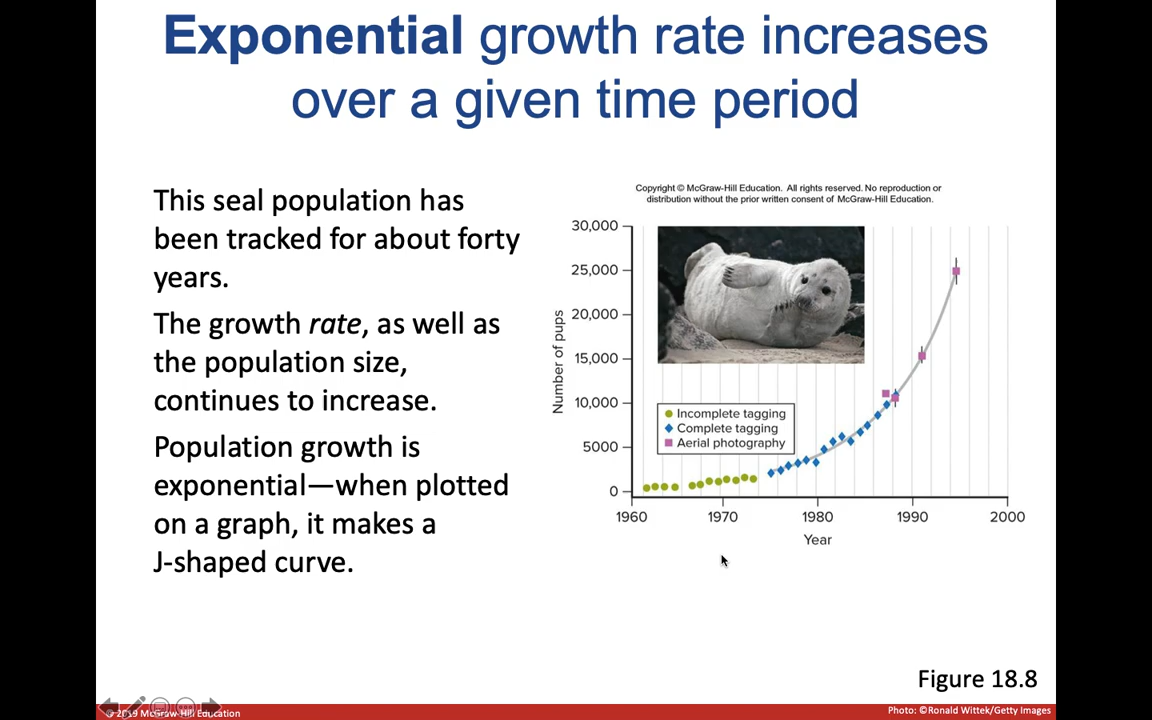 Exponential growth rate increases
over a given time period
This seal population has
been tracked for about forty
years.
The growth rate, as well as
the population size,
continues to increase.
Population growth is
exponential—when plotted
on a graph, it makes a
J-shaped curve.
Copyright © McGraw-Hill Education. All rights reserved. No reproduction or
distribution without the prior written consent of McGraw-Hill Education.
Number of pups
30,000
25,000
20,000
15,000
10,000
5000
0
Incomplete tagging
Complete tagging
Aerial photography
1960 1970 1980 1990 2000
Year
Figure 18.8
© 2019 McGraw-Hill Education
Photo: ©Ronald Wittek/Getty Images